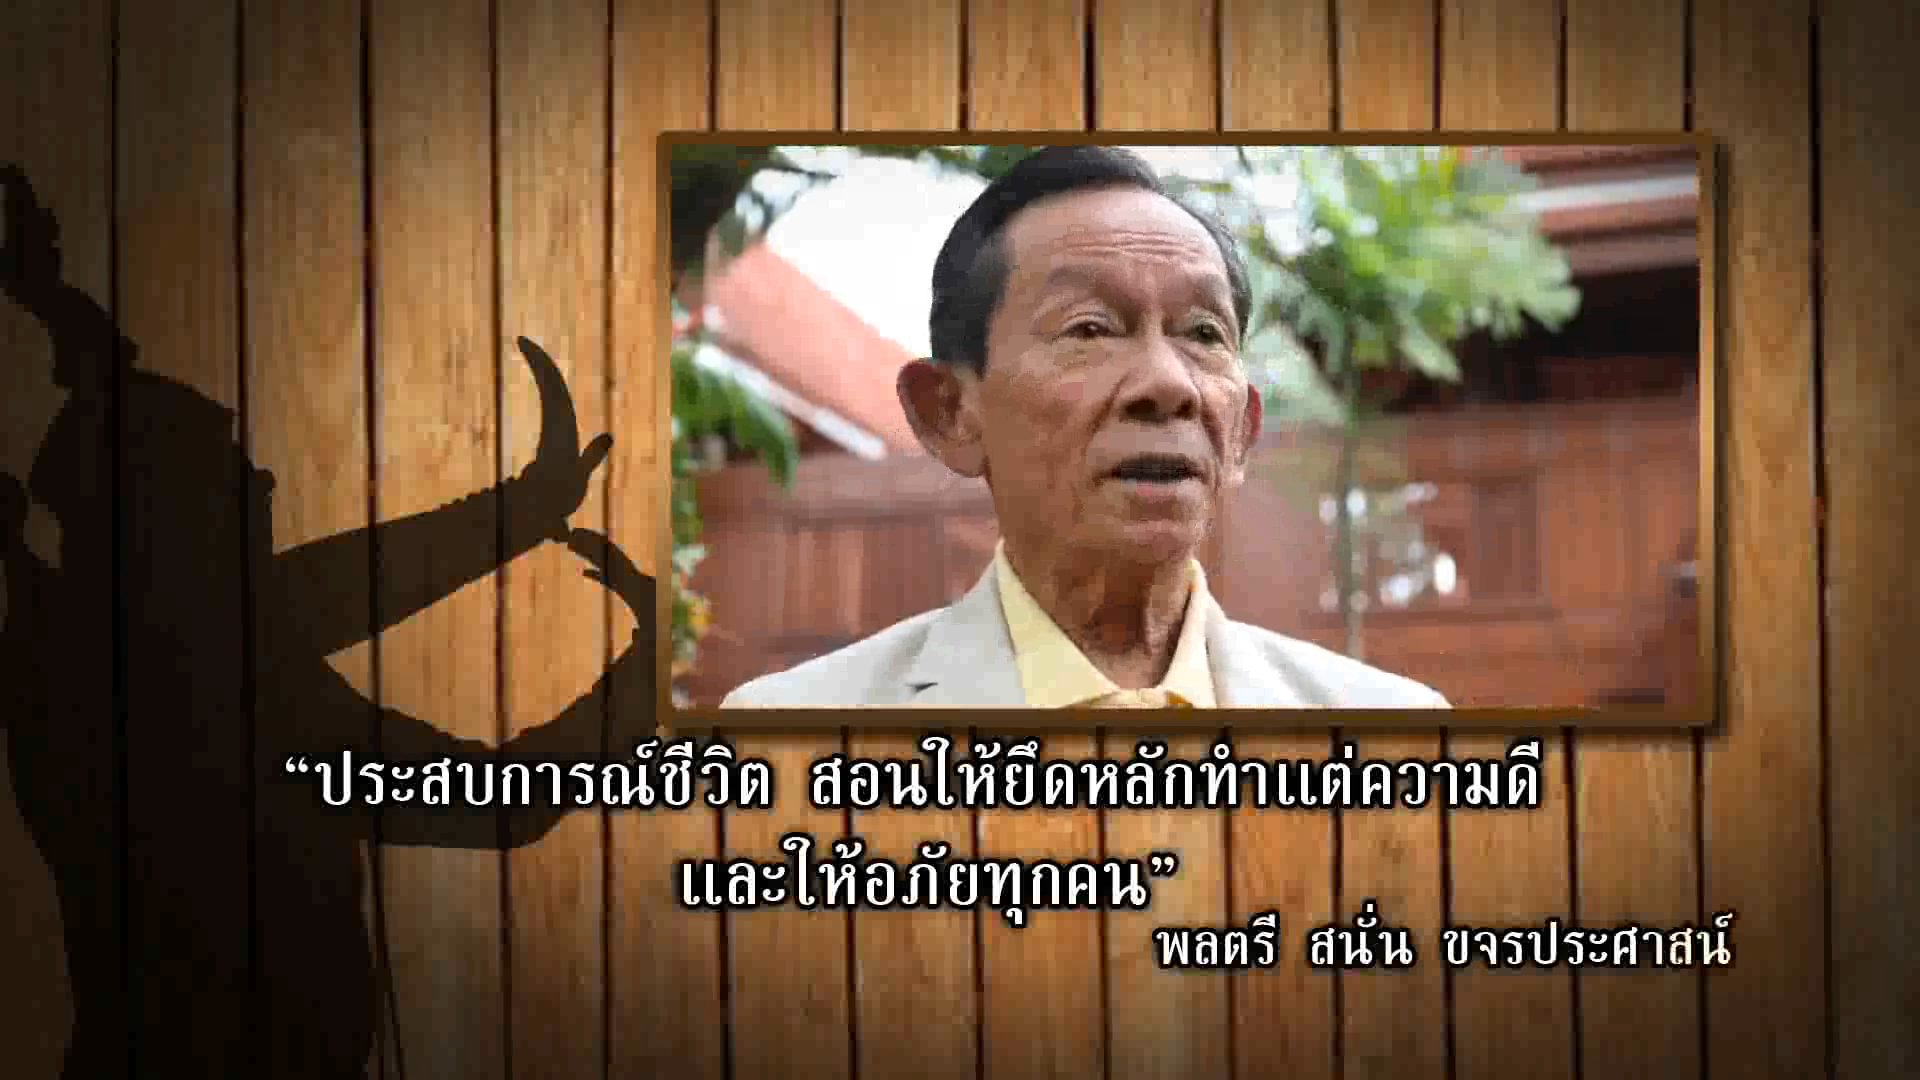 “ประสบการณ์ชีวิต สอนให้ยึดหลักทำแต่ความดี
และให้อภัยทุกคน”
พลตรี สนั่น ขจรประศาสน์